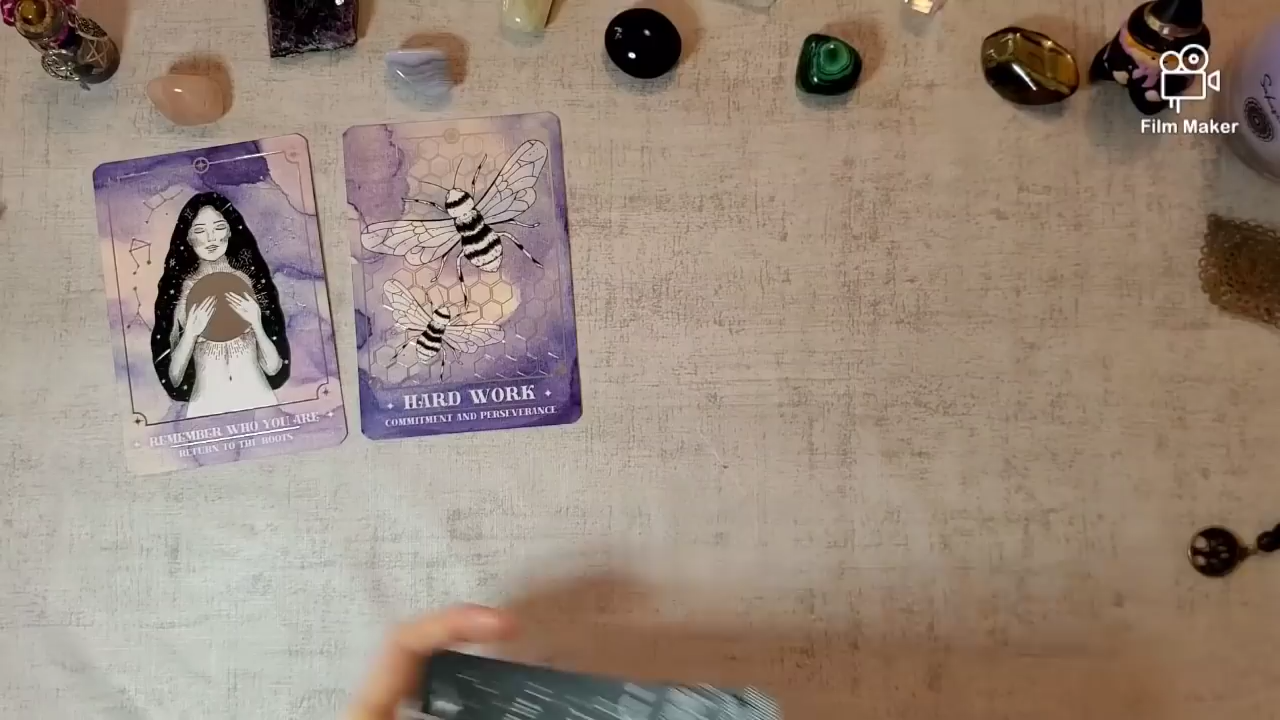 Film Maker
REMEMBER WHO YOU ARE
RETURN TO THE ROOTS
HARD WORK
COMMITMENT AND PERSEVERANCE